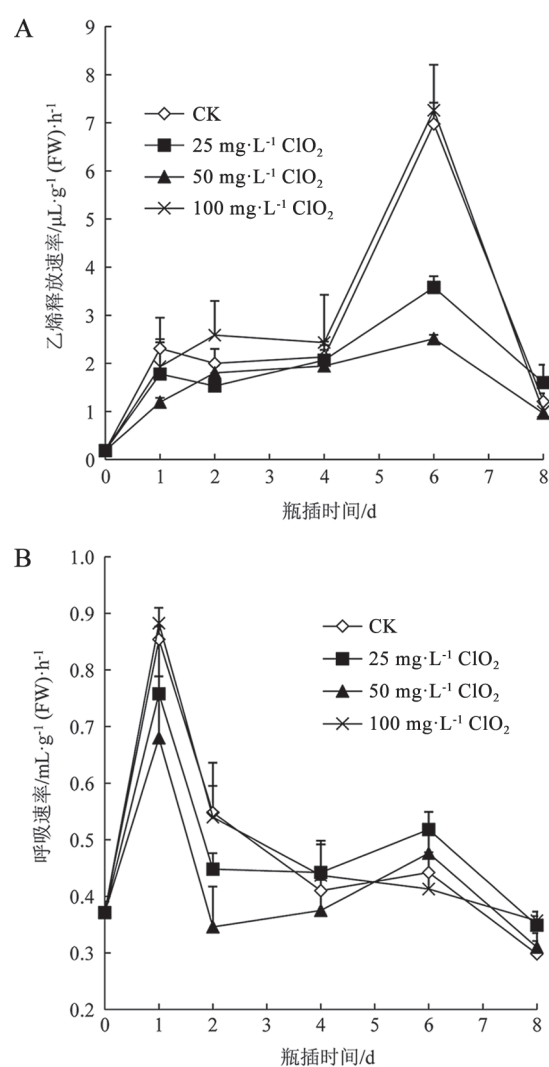 A
9
8
7
6
5
4
3
2
1
0
乙烯释放速率/μL·g⁻¹ (FW)·h⁻¹
CK
25 mg·L⁻¹ ClO₂
50 mg·L⁻¹ ClO₂
100 mg·L⁻¹ ClO₂
0 1 2 3 4 5 6 7 8
瓶插时间/d
B
1.0
0.9
0.8
0.7
0.6
0.5
0.4
0.3
0.2
呼吸速率/mL·g⁻¹ (FW)·h⁻¹
CK
25 mg·L⁻¹ ClO₂
50 mg·L⁻¹ ClO₂
100 mg·L⁻¹ ClO₂
0 1 2 3 4 5 6 7 8
瓶插时间/d